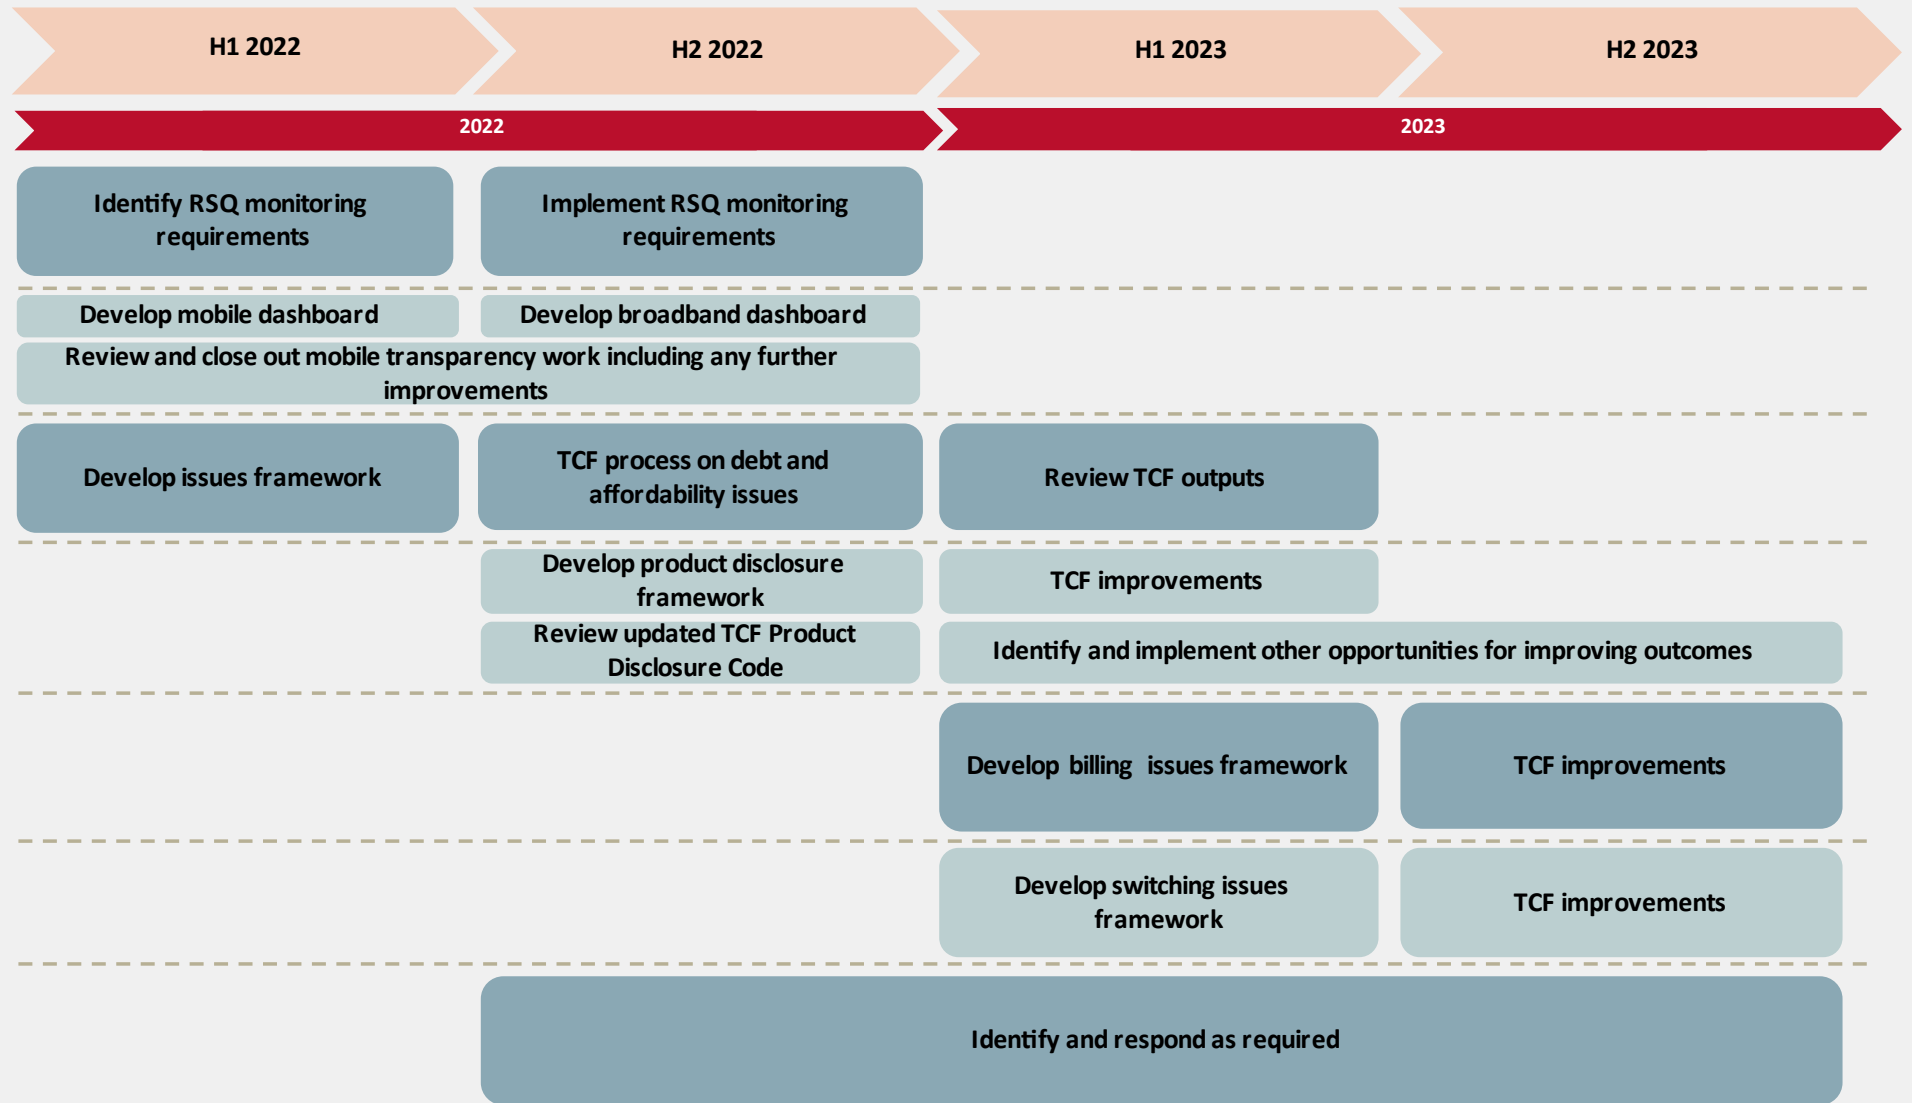 H1 2022
H2 2022
H1 2023
H2 2023
2022
2023
Identify RSQ monitoring
requirements
Implement RSQ monitoring
requirements
Develop mobile dashboard
Develop broadband dashboard
Review and close out mobile transparency work including any further
improvements
Develop issues framework
TCF process on debt and
affordability issues
Review TCF outputs
Develop product disclosure
framework
TCF improvements
Review updated TCF Product
Disclosure Code
Identify and implement other opportunities for improving outcomes
Develop billing issues framework
TCF improvements
Develop switching issues
framework
TCF improvements
Identify and respond as required